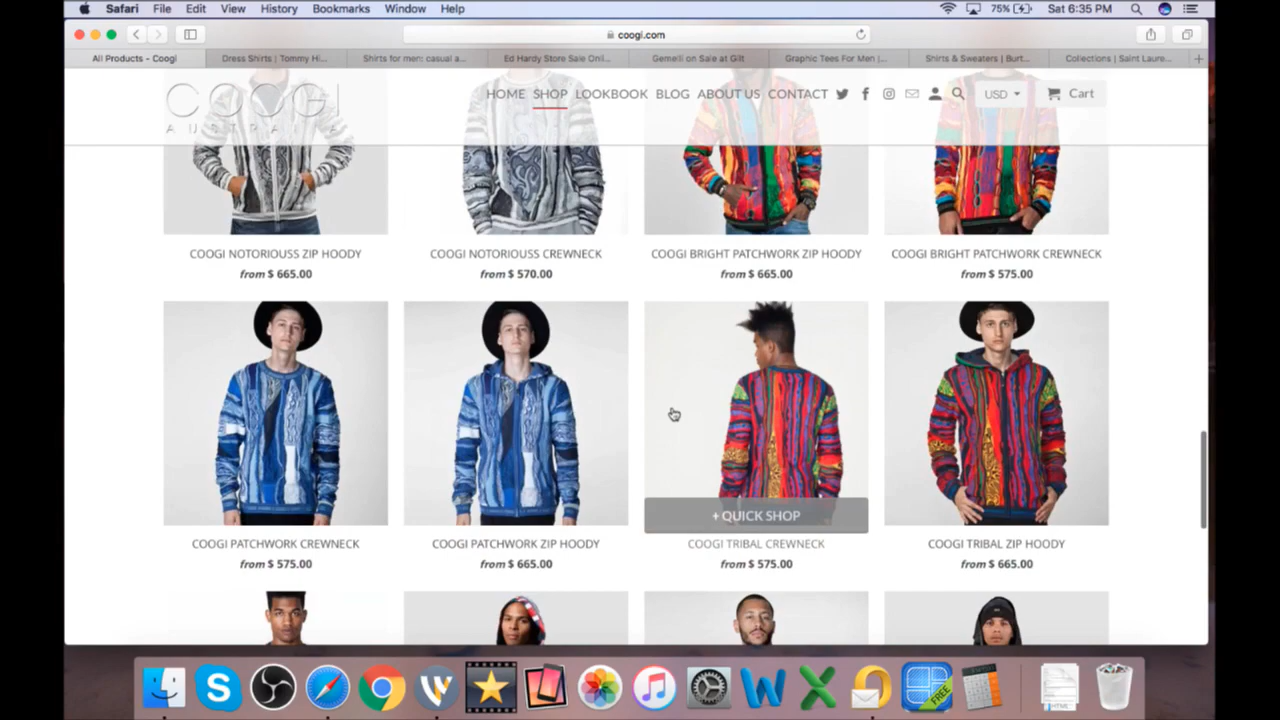 Safari File Edit View History Bookmarks Window Help 75% Sat 6:35 PM
coogi.com
All Products – Coogi Dress Shirts | Tommy Hi... Shirts for men: casual a... Ed Hardy Store Sale Onli... Gemelli on Sale at Gilt Graphic Tees For Men |... Shirts & Sweaters | Burt... Collections | Saint Laure...
COOGI
AUSTRALIA
HOME SHOP LOOKBOOK BLOG ABOUT US CONTACT USD Cart
COOGI NOTORIOUSS ZIP HOODY COOGI NOTORIOUSS CREWNECK COOGI BRIGHT PATCHWORK ZIP HOODY COOGI BRIGHT PATCHWORK CREWNECK
from $ 665.00 from $ 570.00 from $ 665.00 from $ 575.00
+ QUICK SHOP
COOGI PATCHWORK CREWNECK COOGI PATCHWORK ZIP HOODY COOGI TRIBAL CREWNECK COOGI TRIBAL ZIP HOODY
from $ 575.00 from $ 665.00 from $ 575.00 from $ 665.00
FREE
HTML